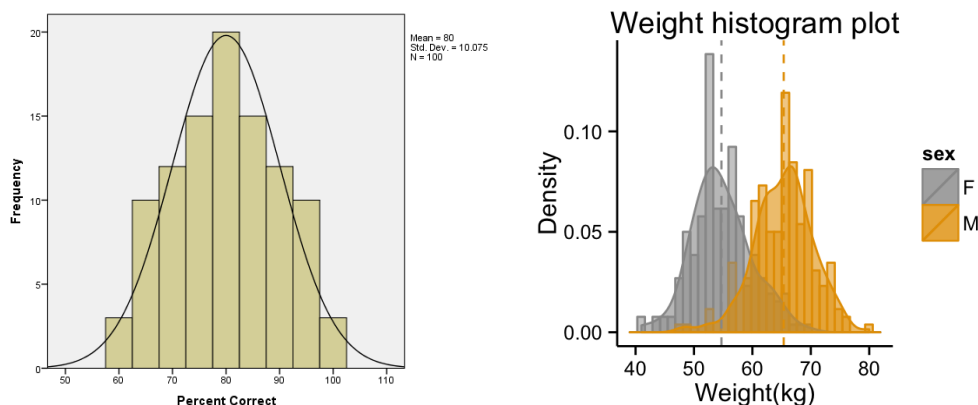 Mean = 80
Std. Dev. = 10.075
N = 100
20
15
10
5
0
Frequency
50 60 70 80 90 100 110
Percent Correct
Weight histogram plot
0.10
0.05
0.00
Density
40 50 60 70 80
Weight(kg)
sex
F
M